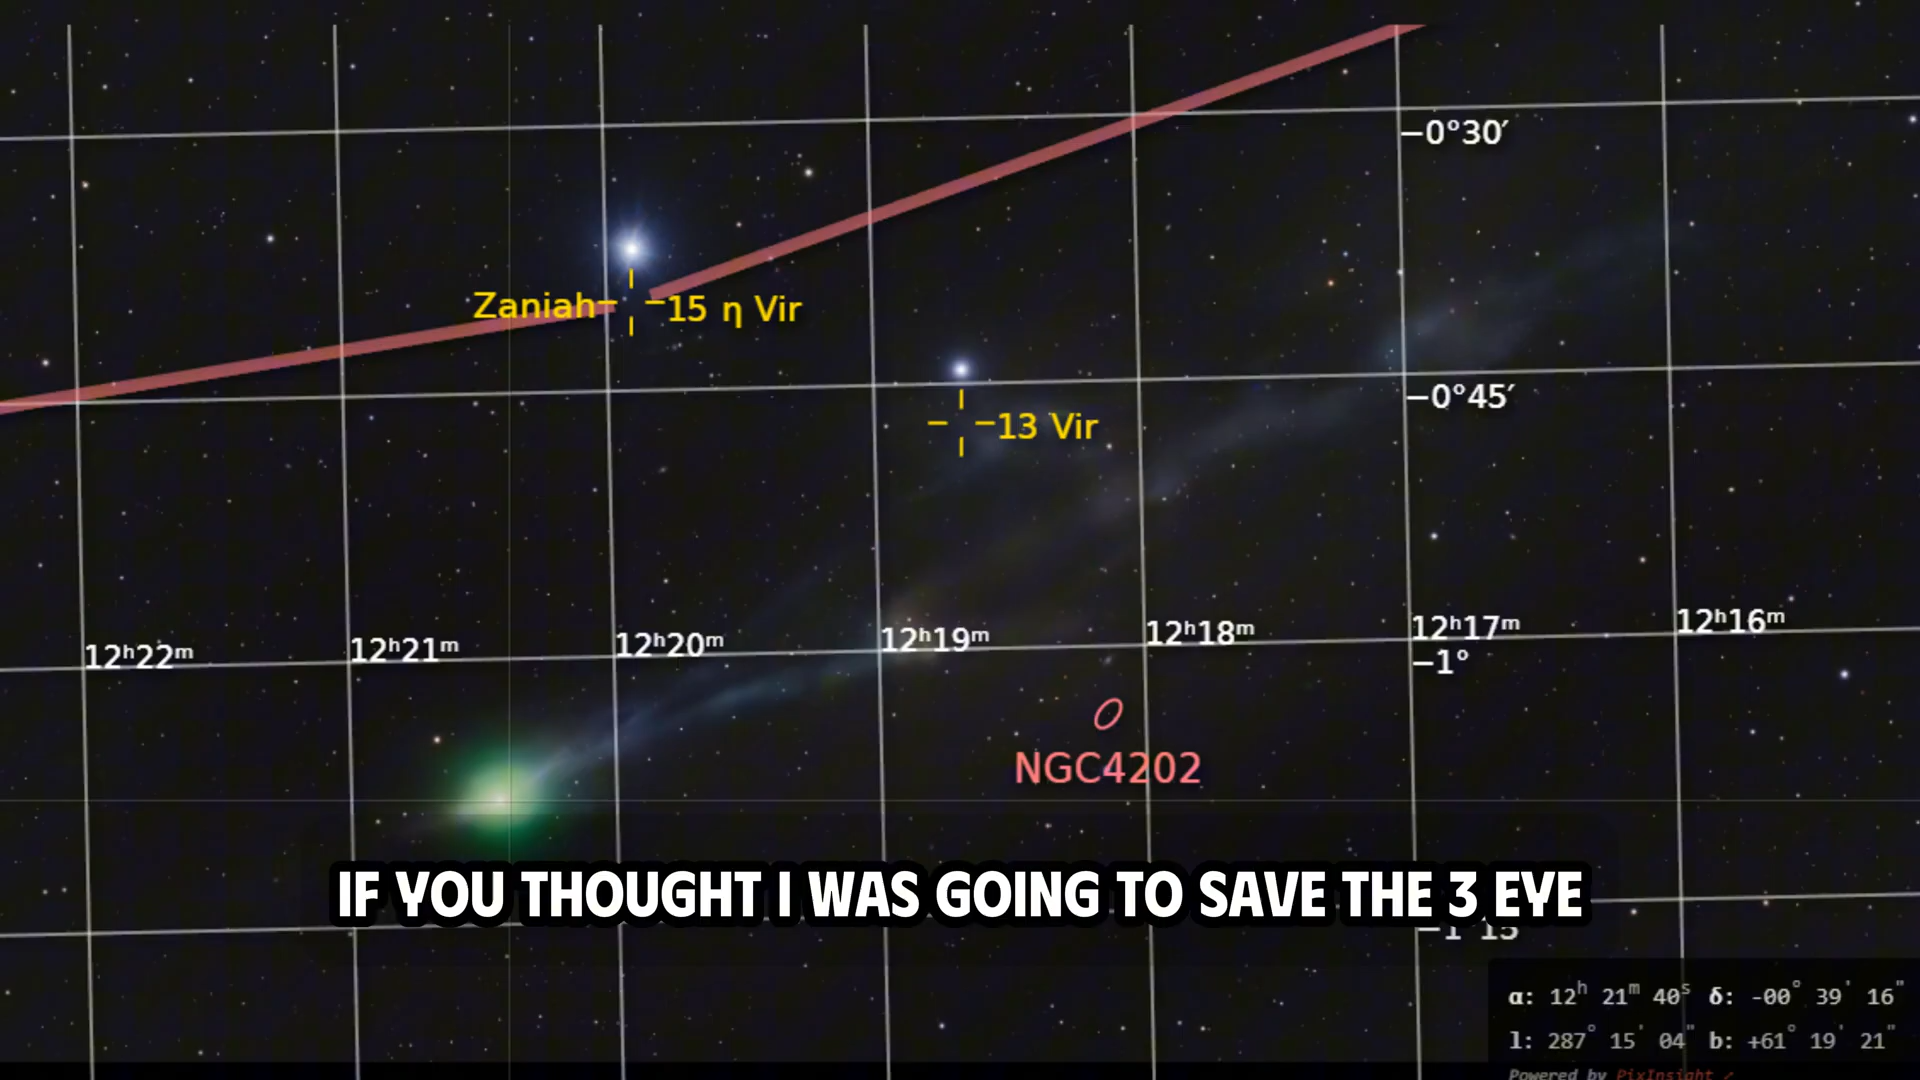 −0°30′
Zaniah
15 η Vir
−0°45′
13 Vir
12ʰ22ᵐ
12ʰ21ᵐ
12ʰ20ᵐ
12ʰ19ᵐ
12ʰ18ᵐ
12ʰ17ᵐ
12ʰ16ᵐ
−1°
NGC4202
IF YOU THOUGHT I WAS GOING TO SAVE THE 3 EYE
α: 12ʰ 21ᵐ 40ˢ δ: -00° 39′ 16″
l: 287° 15′ 04″ b: +61° 19′ 21″
Powered by PixInsight